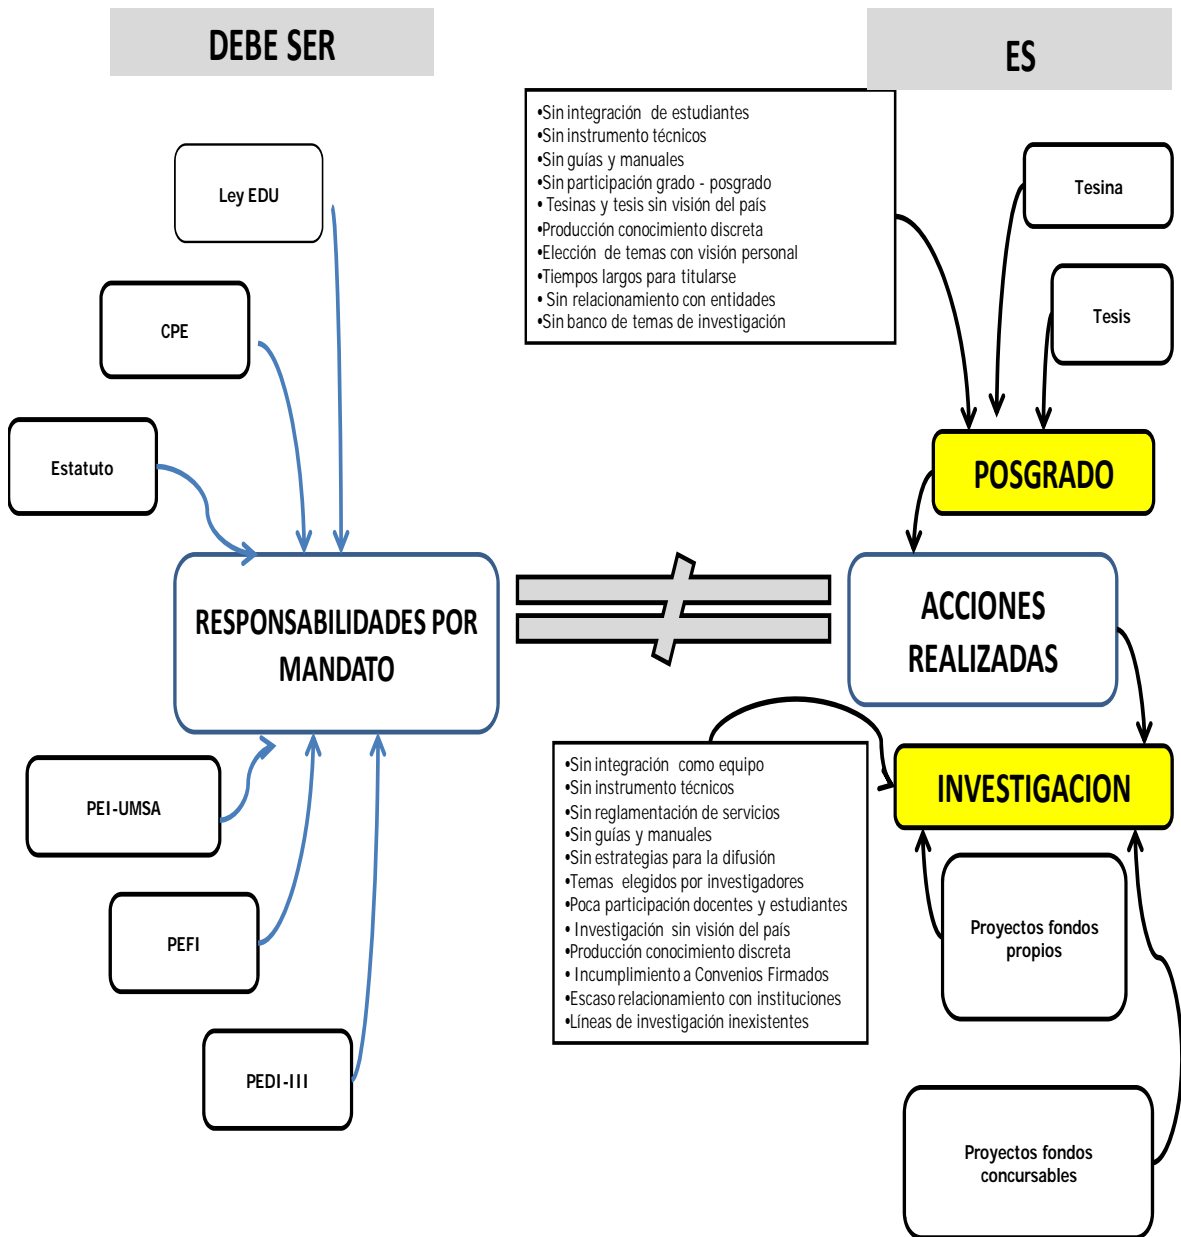 DEBE SER
ES
•Sin integración de estudiantes
•Sin instrumento técnicos
•Sin guías y manuales
•Sin participación grado - posgrado
• Tesinas y tesis sin visión del país
•Producción conocimiento discreta
•Elección de temas con visión personal
•Tiempos largos para titularse
• Sin relacionamiento con entidades
•Sin banco de temas de investigación
Ley EDU
Tesina
CPE
Tesis
Estatuto
POSGRADO
RESPONSABILIDADES POR
MANDATO
ACCIONES
REALIZADAS
•Sin integración como equipo
•Sin instrumento técnicos
•Sin reglamentación de servicios
•Sin guías y manuales
•Sin estrategias para la difusión
•Temas elegidos por investigadores
•Poca participación docentes y estudiantes
• Investigación sin visión del país
•Producción conocimiento discreta
• Incumplimiento a Convenios Firmados
•Escaso relacionamiento con instituciones
•Líneas de investigación inexistentes
INVESTIGACION
PEI-UMSA
PEFI
Proyectos fondos
propios
PEDI-III
Proyectos fondos
concursables